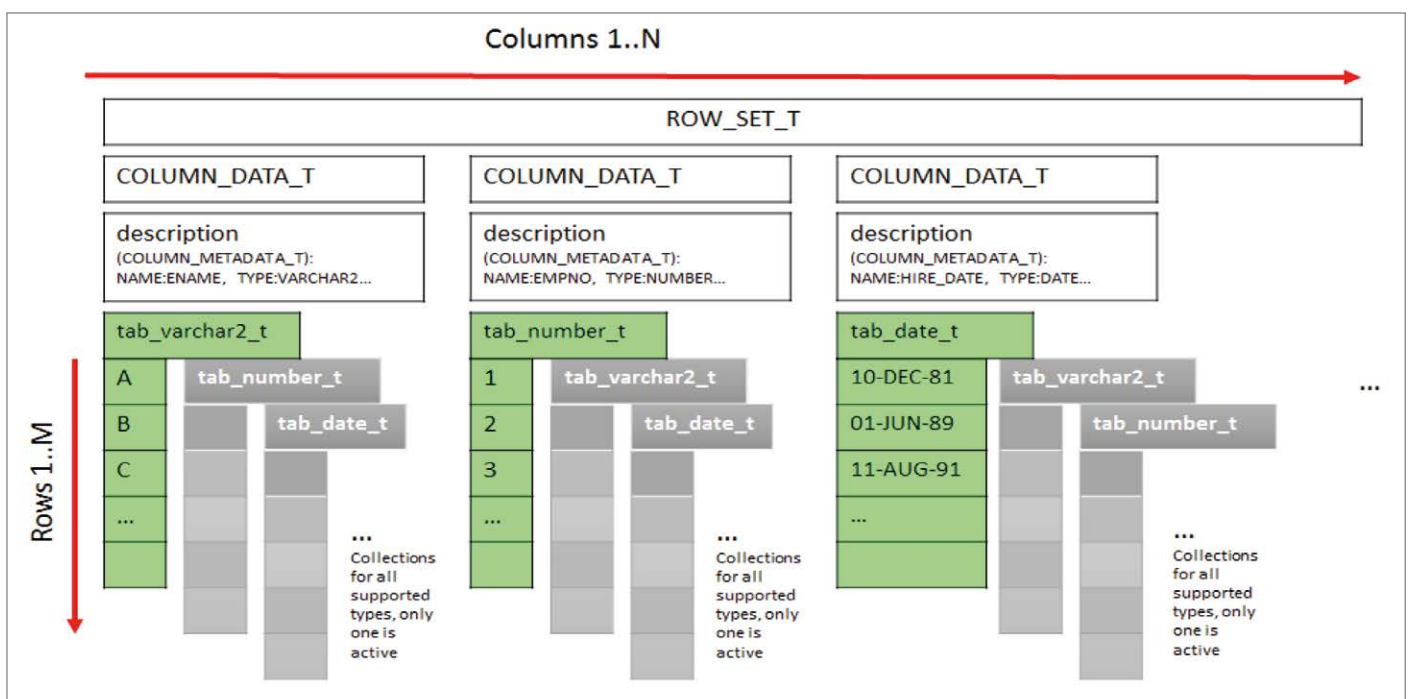 Columns 1..N
ROW_SET_T
COLUMN_DATA_T
description
(COLUMN_METADATA_T):
NAME:ENAME, TYPE:VARCHAR2...
tab_varchar2_t
A
B
C
...
tab_number_t
tab_date_t
...
Collections
for all
supported
types, only
one is
active
COLUMN_DATA_T
description
(COLUMN_METADATA_T):
NAME:EMPNO, TYPE:NUMBER...
tab_number_t
1
2
3
...
tab_varchar2_t
tab_date_t
...
Collections
for all
supported
types, only
one is
active
COLUMN_DATA_T
description
(COLUMN_METADATA_T):
NAME:HIRE_DATE, TYPE:DATE...
tab_date_t
10-DEC-81
01-JUN-89
11-AUG-91
...
tab_varchar2_t
tab_number_t
...
Collections
for all
supported
types, only
one is
active
...
Rows 1..M